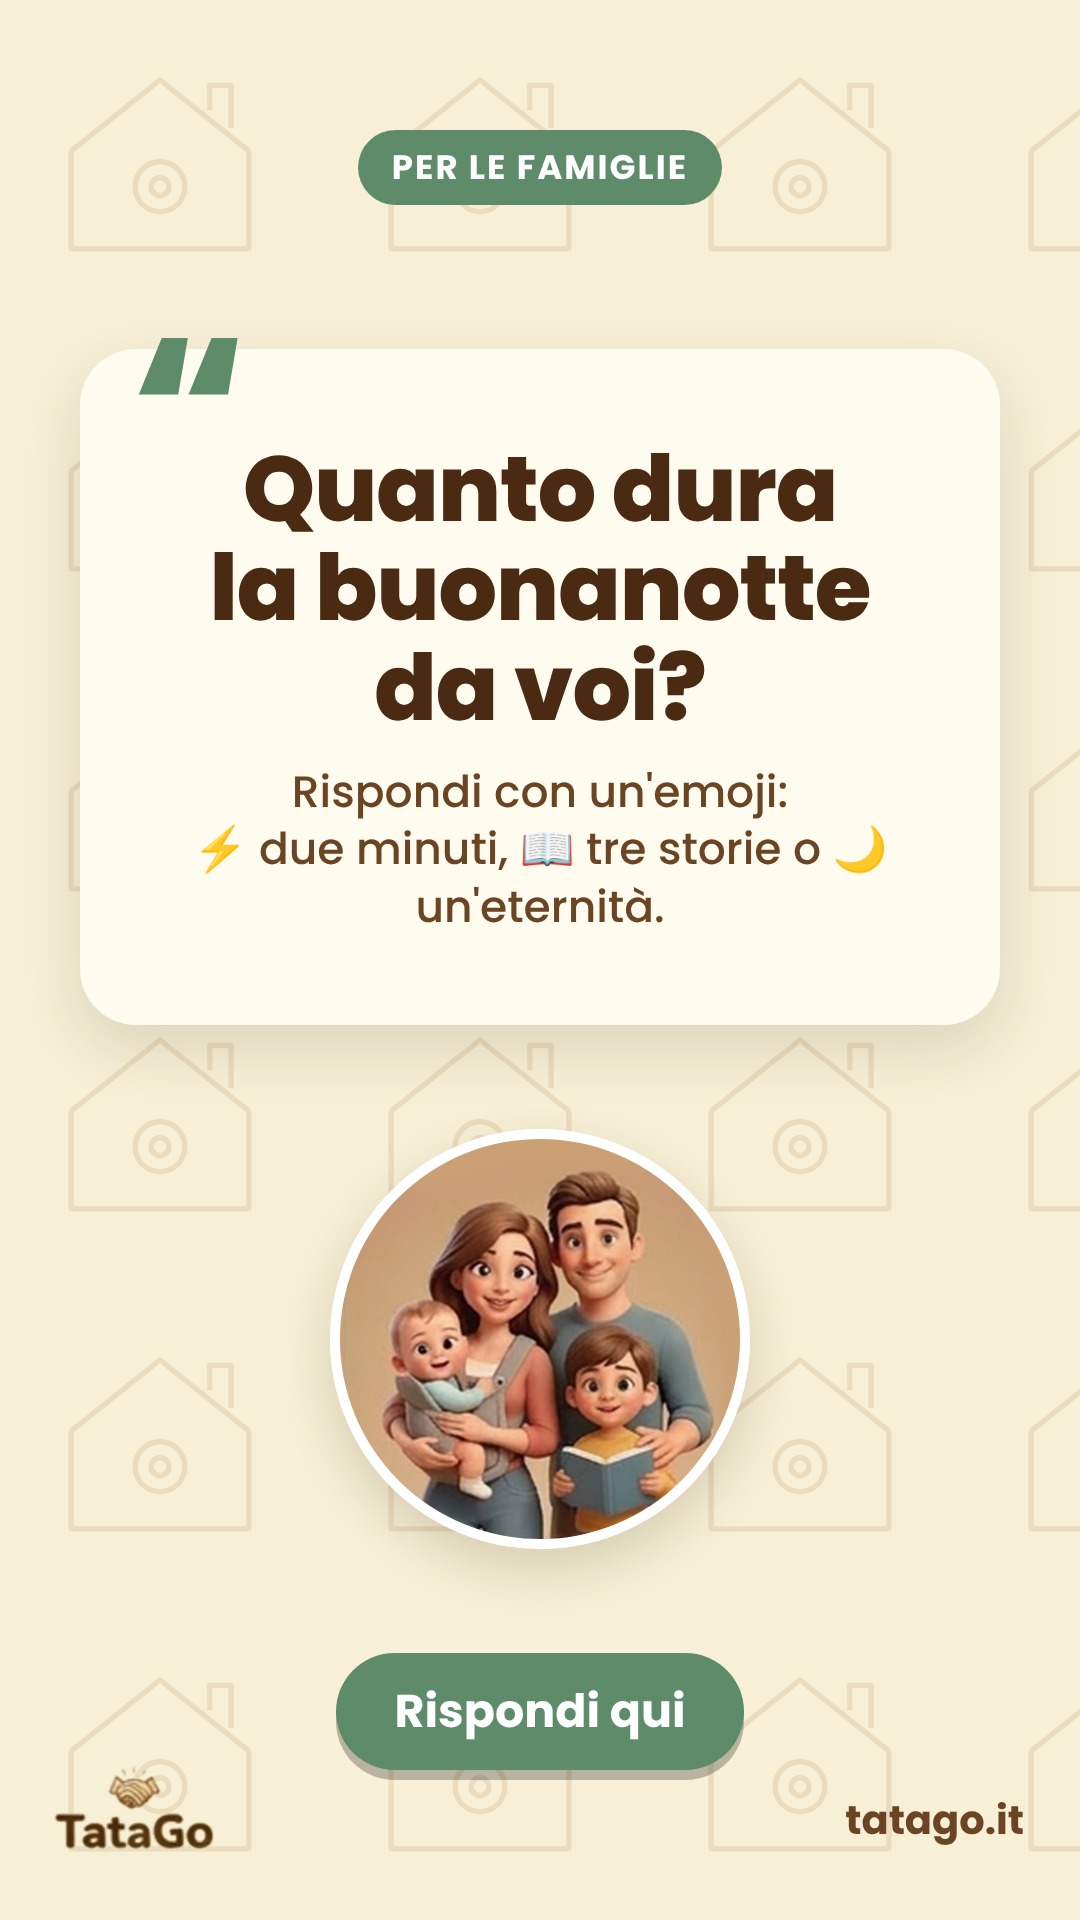 PER LE FAMIGLIE
“
Quanto dura
la buonanotte
da voi?
Rispondi con un'emoji:
⚡ due minuti, 📖 tre storie o 🌙
un'eternità.
Rispondi qui
TataGo
tatago.it